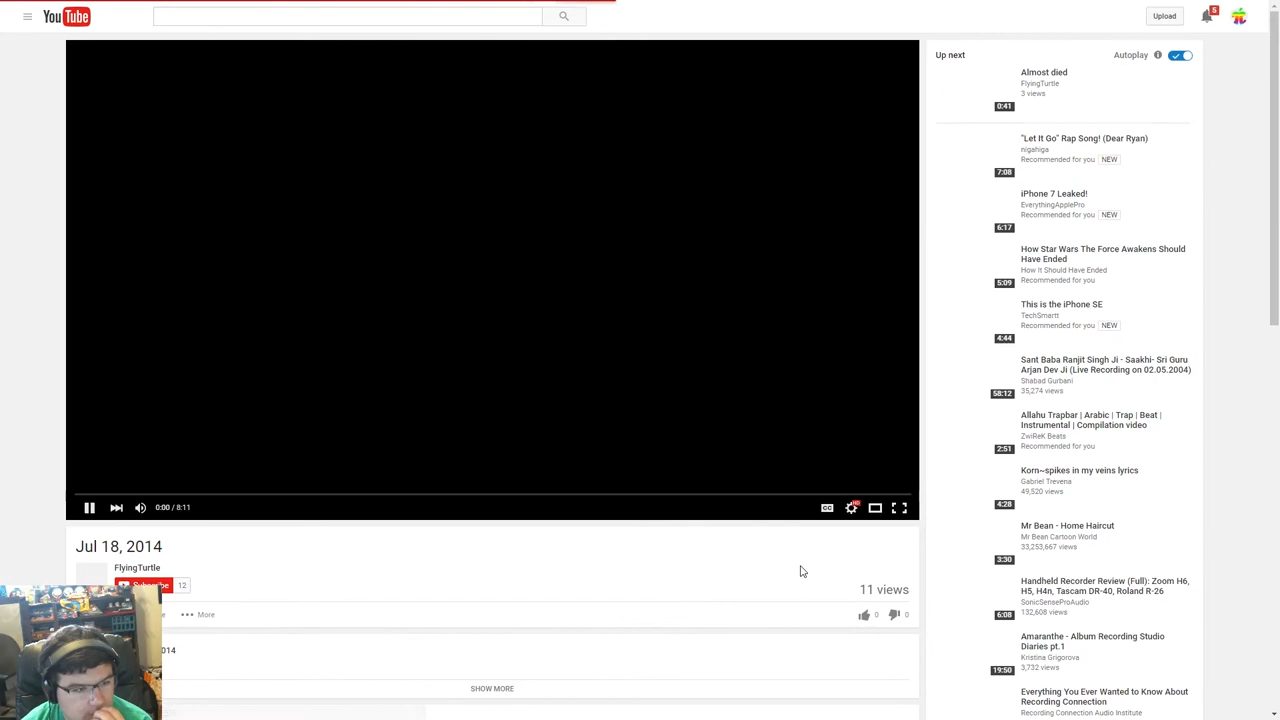 YouTube
Upload
5
0:00 / 8:11
CC
HD
Jul 18, 2014
FlyingTurtle
Subscribe
12
11 views
More
0
0
014
SHOW MORE
Up next
Autoplay
Almost died
FlyingTurtle
3 views
0:41
"Let It Go" Rap Song! (Dear Ryan)
nigahiga
Recommended for you NEW
7:08
iPhone 7 Leaked!
EverythingApplePro
Recommended for you NEW
6:17
How Star Wars The Force Awakens Should
Have Ended
How It Should Have Ended
Recommended for you
5:09
This is the iPhone SE
TechSmartt
Recommended for you NEW
4:44
Sant Baba Ranjit Singh Ji - Saakhi- Sri Guru
Arjan Dev Ji (Live Recording on 02.05.2004)
Shabad Gurbani
35,274 views
58:12
Allahu Trapbar | Arabic | Trap | Beat |
Instrumental | Compilation video
ZwiReK Beats
Recommended for you
2:51
Korn~spikes in my veins lyrics
Gabriel Trevena
49,520 views
4:28
Mr Bean - Home Haircut
Mr Bean Cartoon World
33,253,667 views
3:30
Handheld Recorder Review (Full): Zoom H6,
H5, H4n, Tascam DR-40, Roland R-26
SonicSenseProAudio
132,608 views
6:08
Amaranthe - Album Recording Studio
Diaries pt.1
Kristina Grigorova
3,732 views
19:50
Everything You Ever Wanted to Know About
Recording Connection
Recording Connection Audio Institute